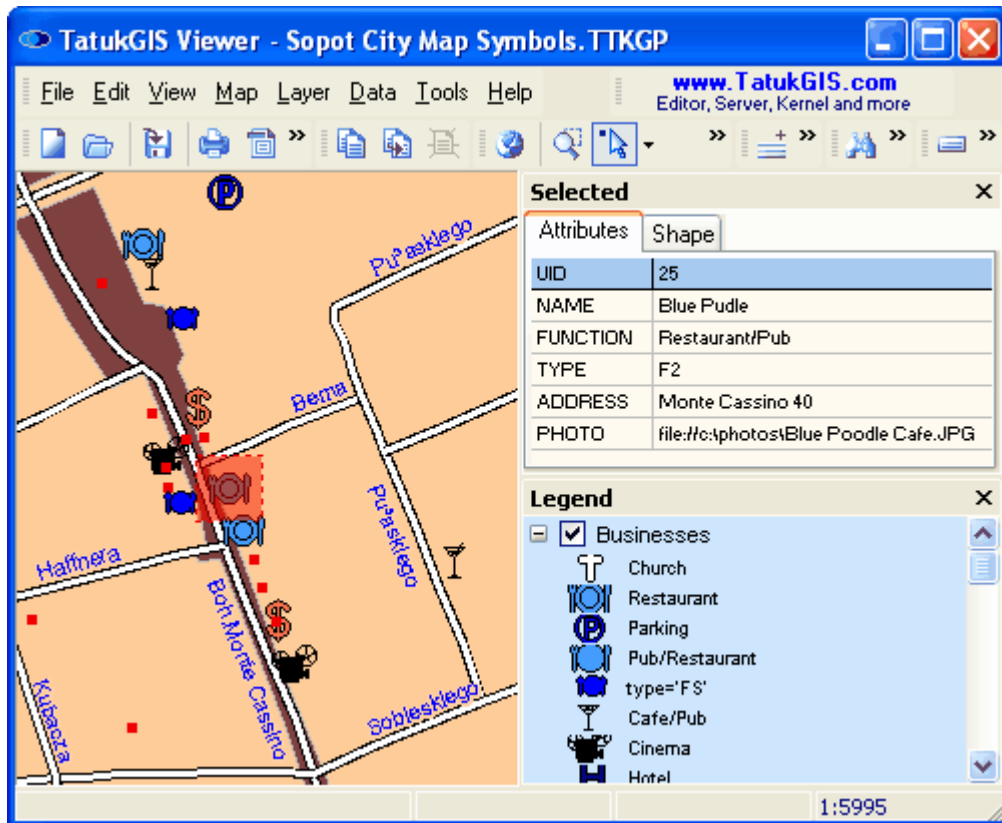 TatukGIS Viewer - Sopot City Map Symbols.TTKGP
File Edit View Map Layer Data Tools Help
www.TatukGIS.com
Editor, Server, Kernel and more
P
Pu³askiego
Berna
Pu³askiego
Haffnera
Boh.Monte Cassino
Kubacza
Sobieskiego
Selected
Attributes Shape
UID 25
NAME Blue Pudle
FUNCTION Restaurant/Pub
TYPE F2
ADDRESS Monte Cassino 40
PHOTO file://c:\photos\Blue Poodle Cafe.JPG
Legend
Businesses
Church
Restaurant
P Parking
Pub/Restaurant
type='FS'
Cafe/Pub
Cinema
H Hotel
1:5995